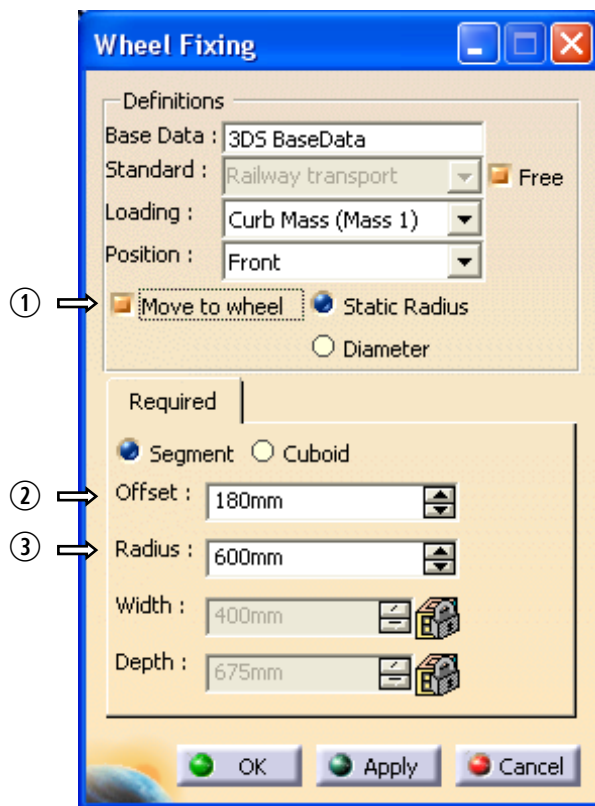 Wheel Fixing
Definitions
Base Data : 3DS BaseData
Standard : Railway transport Free
Loading : Curb Mass (Mass 1)
Position : Front
① Move to wheel Static Radius
Diameter
Required
Segment Cuboid
② Offset : 180mm
③ Radius : 600mm
Width : 400mm
Depth : 675mm
OK Apply Cancel